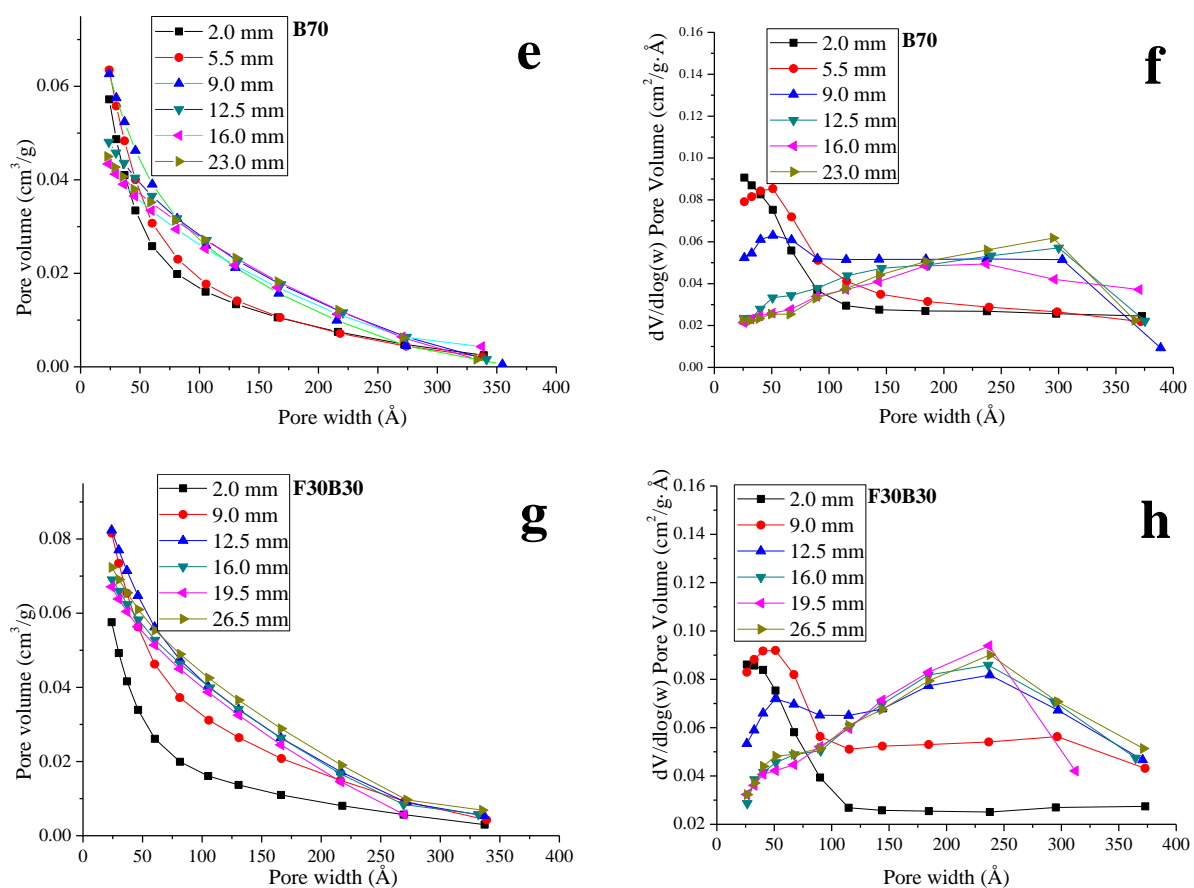 B70
e
2.0 mm
5.5 mm
9.0 mm
12.5 mm
16.0 mm
23.0 mm
Pore volume (cm³/g)
0.06
0.04
0.02
0.00
0 50 100 150 200 250 300 350 400
Pore width (Å)
B70
f
2.0 mm
5.5 mm
9.0 mm
12.5 mm
16.0 mm
23.0 mm
dV/dlog(w) Pore Volume (cm²/g·Å)
0.16
0.14
0.12
0.10
0.08
0.06
0.04
0.02
0.00
0 50 100 150 200 250 300 350 400
Pore width (Å)
F30B30
g
2.0 mm
9.0 mm
12.5 mm
16.0 mm
19.5 mm
26.5 mm
Pore volume (cm³/g)
0.08
0.06
0.04
0.02
0.00
0 50 100 150 200 250 300 350 400
Pore width (Å)
F30B30
h
2.0 mm
9.0 mm
12.5 mm
16.0 mm
19.5 mm
26.5 mm
dV/dlog(w) Pore Volume (cm²/g·Å)
0.16
0.14
0.12
0.10
0.08
0.06
0.04
0.02
0 50 100 150 200 250 300 350 400
Pore width (Å)